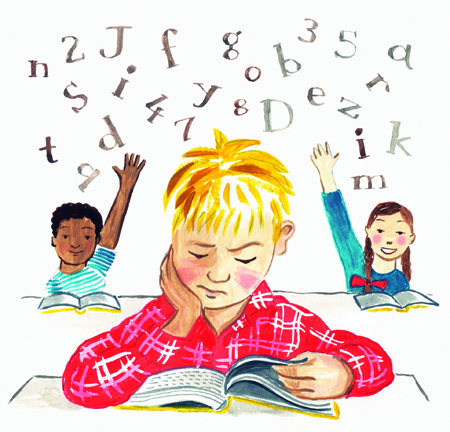 n 2 J f g o b 3 5 a
S i 4 7 y 8 D e z r
t g d i k
m